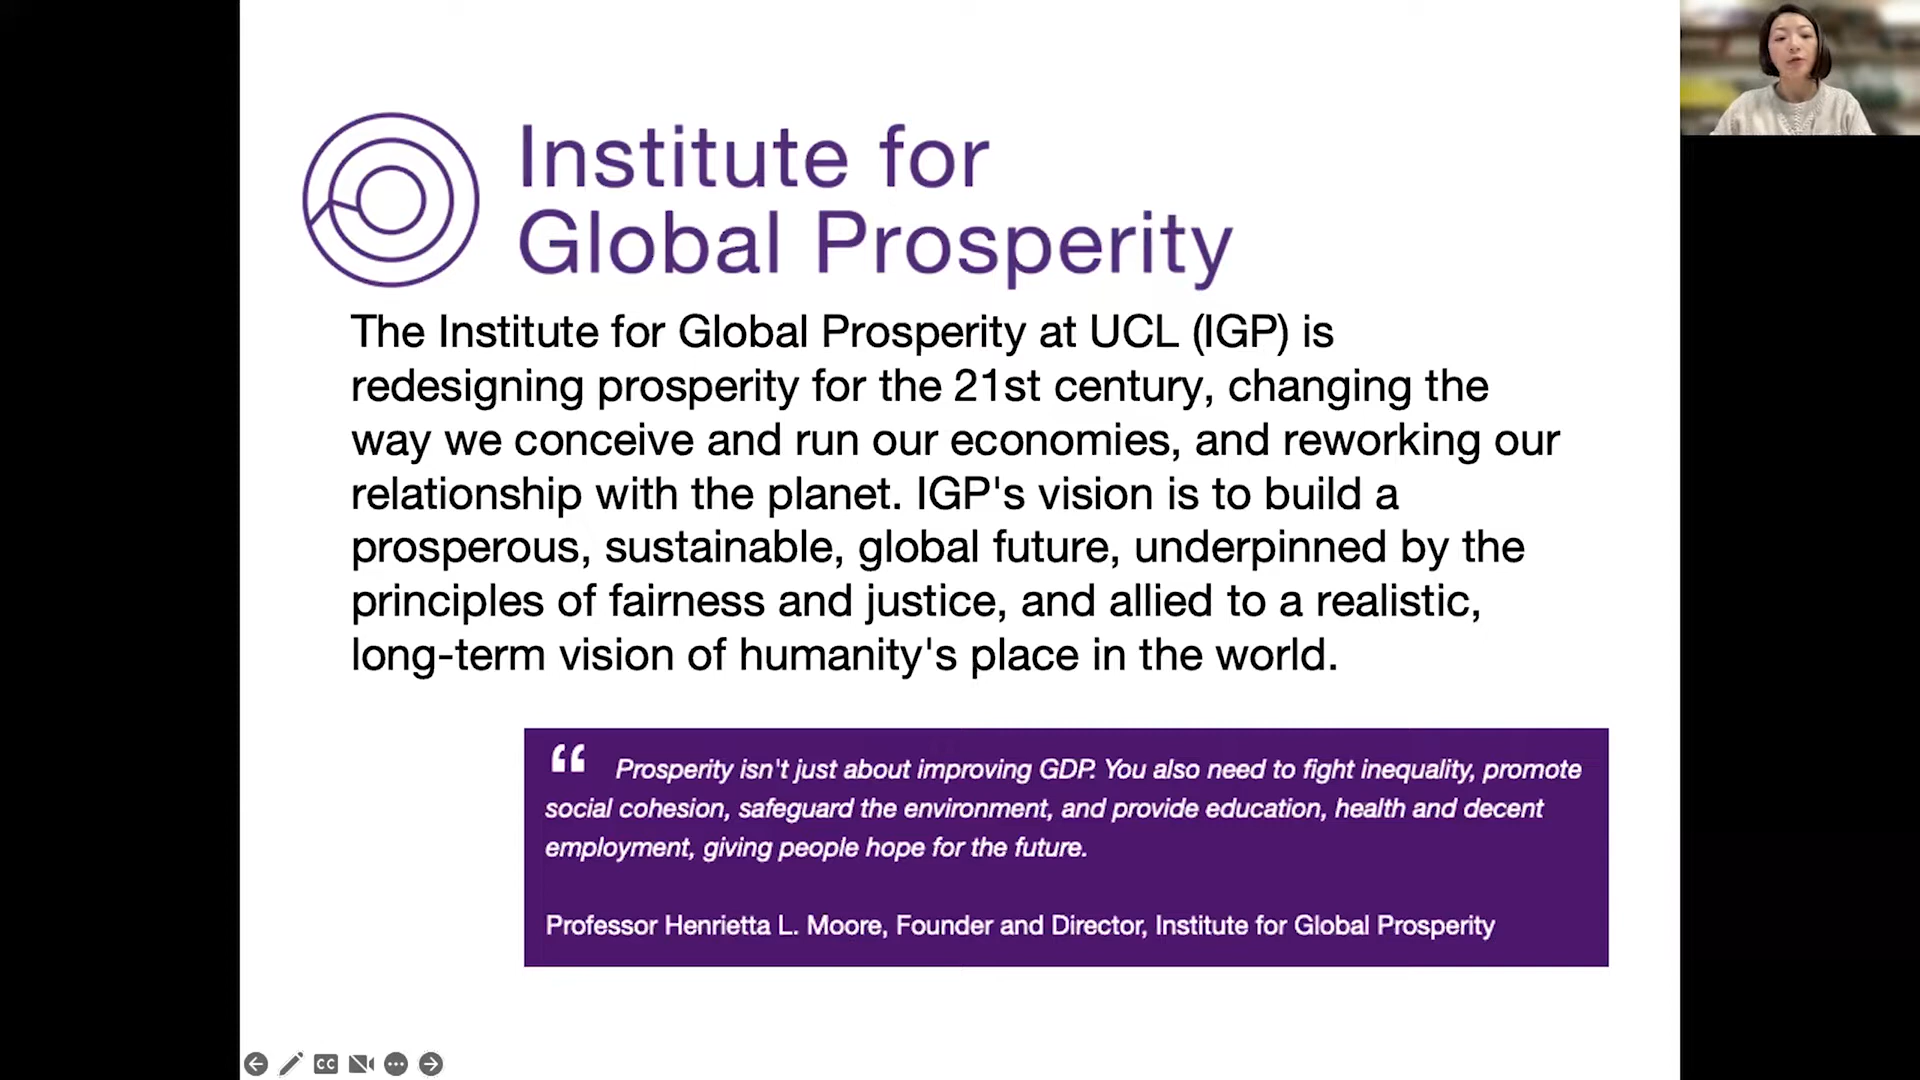 Institute for
Global Prosperity
The Institute for Global Prosperity at UCL (IGP) is
redesigning prosperity for the 21st century, changing the
way we conceive and run our economies, and reworking our
relationship with the planet. IGP's vision is to build a
prosperous, sustainable, global future, underpinned by the
principles of fairness and justice, and allied to a realistic,
long-term vision of humanity's place in the world.
“ Prosperity isn't just about improving GDP. You also need to fight inequality, promote
social cohesion, safeguard the environment, and provide education, health and decent
employment, giving people hope for the future.
Professor Henrietta L. Moore, Founder and Director, Institute for Global Prosperity
CC